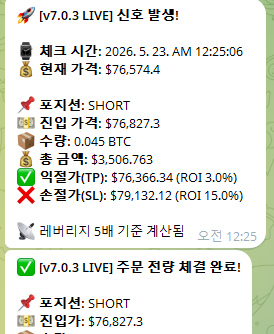 🚀 [v7.0.3 LIVE] 신호 발생!
⌚ 체크 시간: 2026. 5. 23. AM 12:25:06
💰 현재 가격: $76,574.4
📌 포지션: SHORT
💵 진입 가격: $76,827.3
📦 수량: 0.045 BTC
💰 총 금액: $3,506.763
✅ 익절가(TP): $76,366.34 (ROI 3.0%)
❌ 손절가(SL): $79,132.12 (ROI 15.0%)
📡 레버리지 5배 기준 계산됨
오전 12:25
✅ [v7.0.3 LIVE] 주문 전량 체결 완료!
📌 포지션: SHORT
💵 진입가: $76,827.3